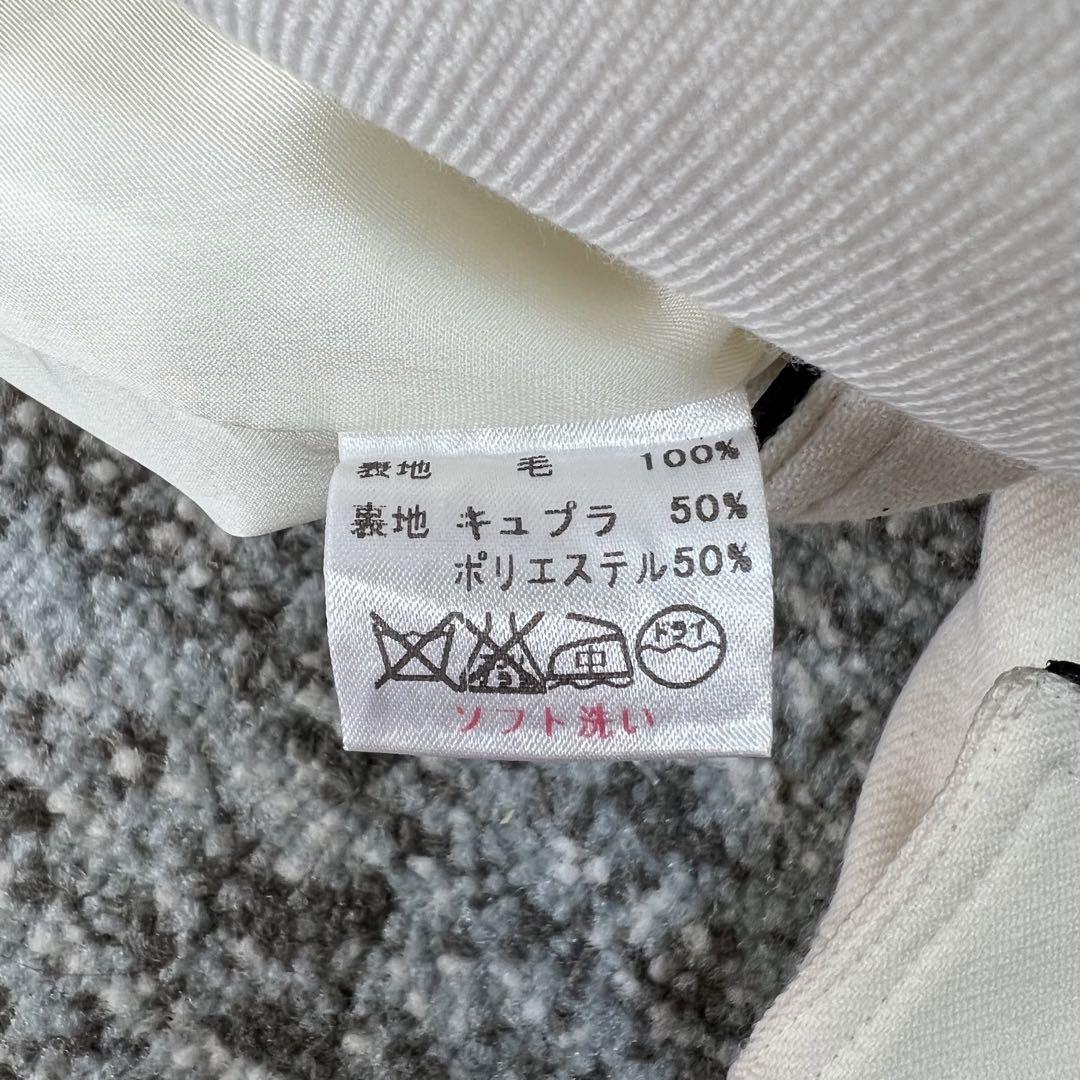 表地 毛 100%
裏地 キュプラ 50%
ポリエステル50%
中 ドライ
ソフト洗い